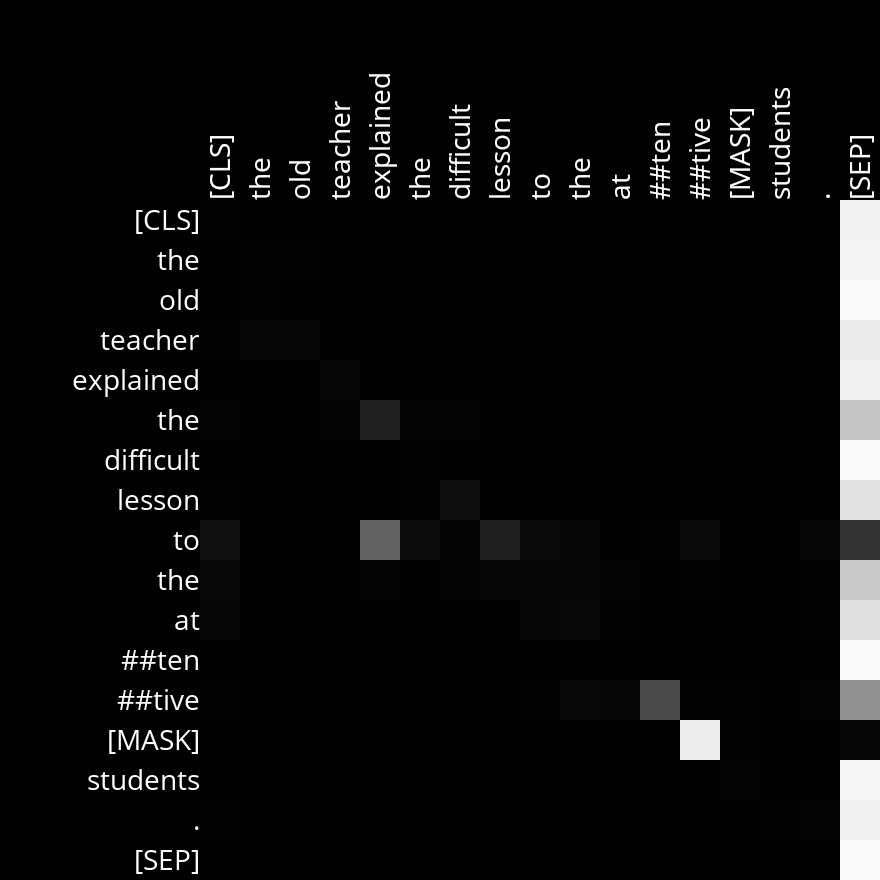 [CLS] the old teacher explained the difficult lesson to the at ##ten ##tive [MASK] students . [SEP]
[CLS]
the
old
teacher
explained
the
difficult
lesson
to
the
at
##ten
##tive
[MASK]
students
.
[SEP]